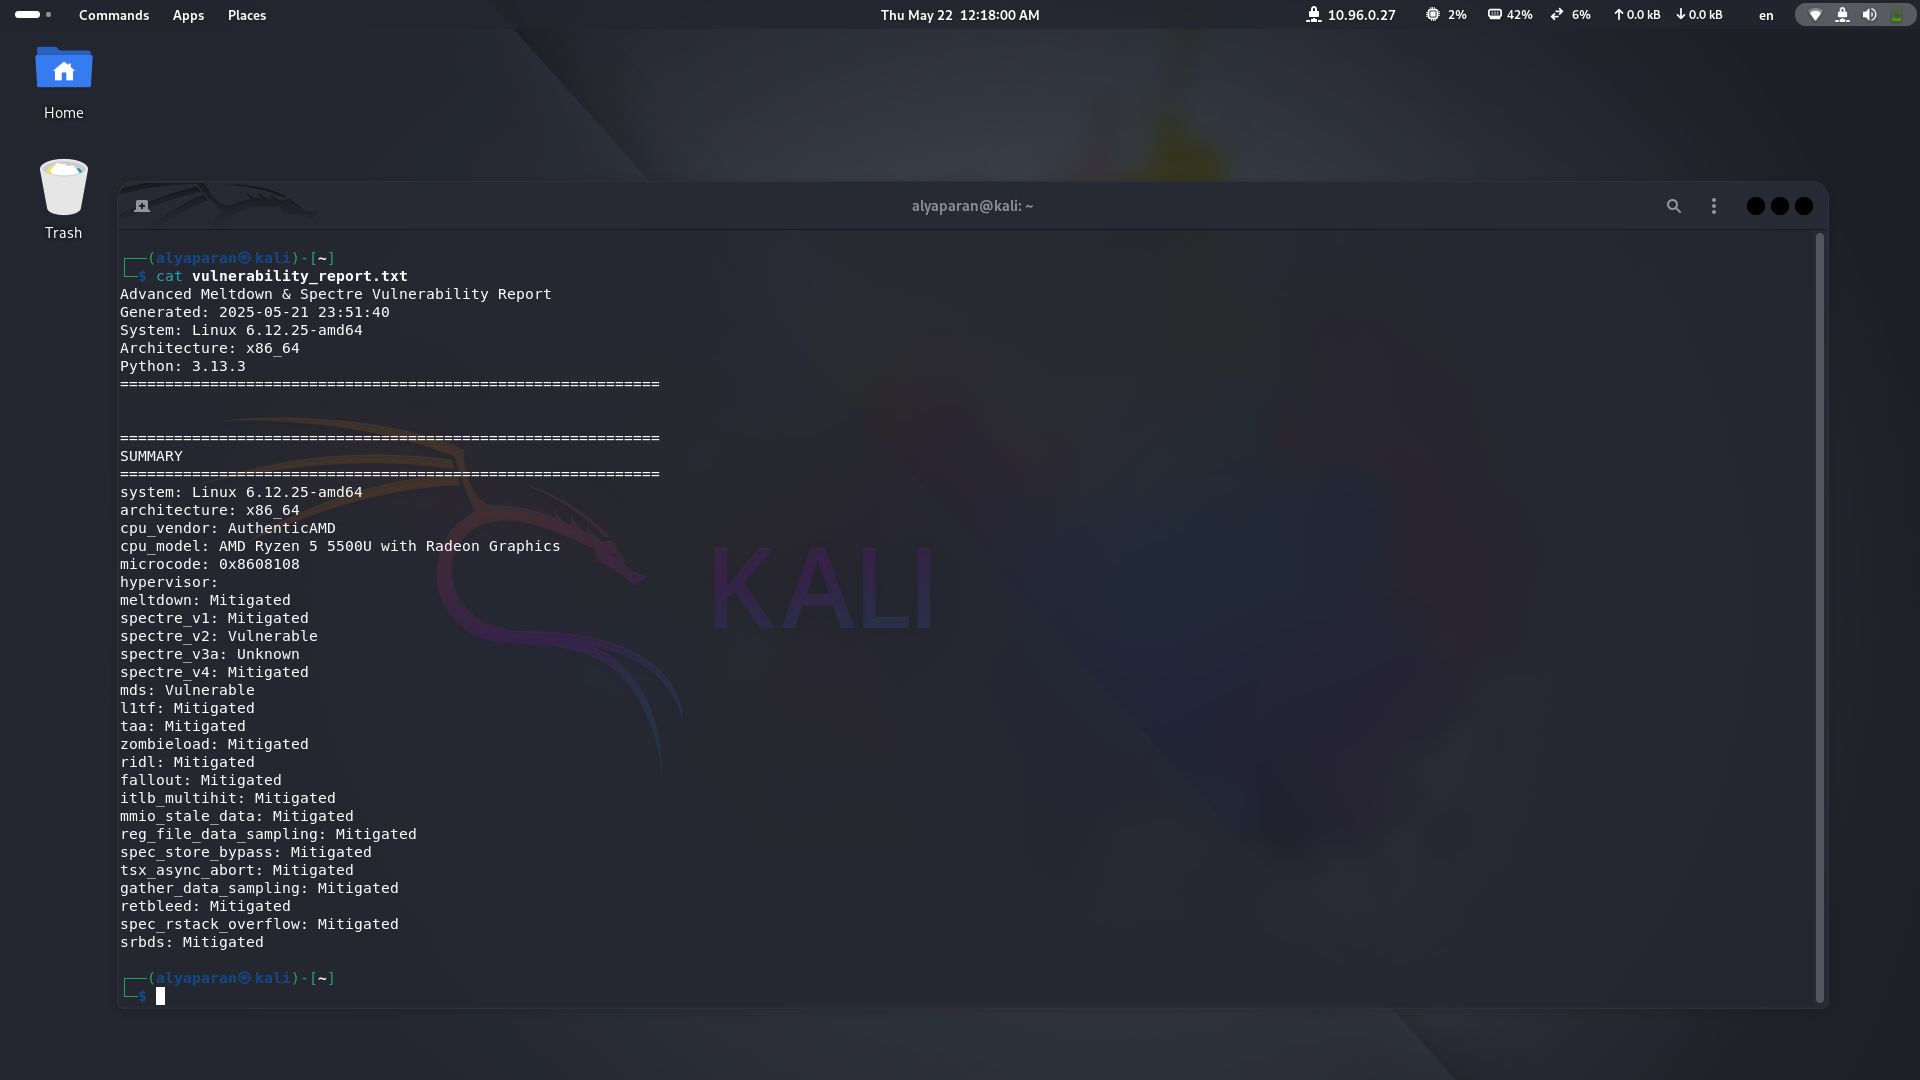 Commands Apps Places Thu May 22 12:18:00 AM 10.96.0.27 2% 42% 6% ↑0.0 kB ↓0.0 kB en
Home
Trash
alyaparan@kali: ~
┌──(alyaparan㉿kali)-[~]
└─$ cat vulnerability_report.txt
Advanced Meltdown & Spectre Vulnerability Report
Generated: 2025-05-21 23:51:40
System: Linux 6.12.25-amd64
Architecture: x86_64
Python: 3.13.3
============================================================
============================================================
SUMMARY
============================================================
system: Linux 6.12.25-amd64
architecture: x86_64
cpu_vendor: AuthenticAMD
cpu_model: AMD Ryzen 5 5500U with Radeon Graphics
microcode: 0x8608108
hypervisor:
meltdown: Mitigated
spectre_v1: Mitigated
spectre_v2: Vulnerable
spectre_v3a: Unknown
spectre_v4: Mitigated
mds: Vulnerable
l1tf: Mitigated
taa: Mitigated
zombieload: Mitigated
ridl: Mitigated
fallout: Mitigated
itlb_multihit: Mitigated
mmio_stale_data: Mitigated
reg_file_data_sampling: Mitigated
spec_store_bypass: Mitigated
tsx_async_abort: Mitigated
gather_data_sampling: Mitigated
retbleed: Mitigated
spec_rstack_overflow: Mitigated
srbds: Mitigated
┌──(alyaparan㉿kali)-[~]
└─$
KALI